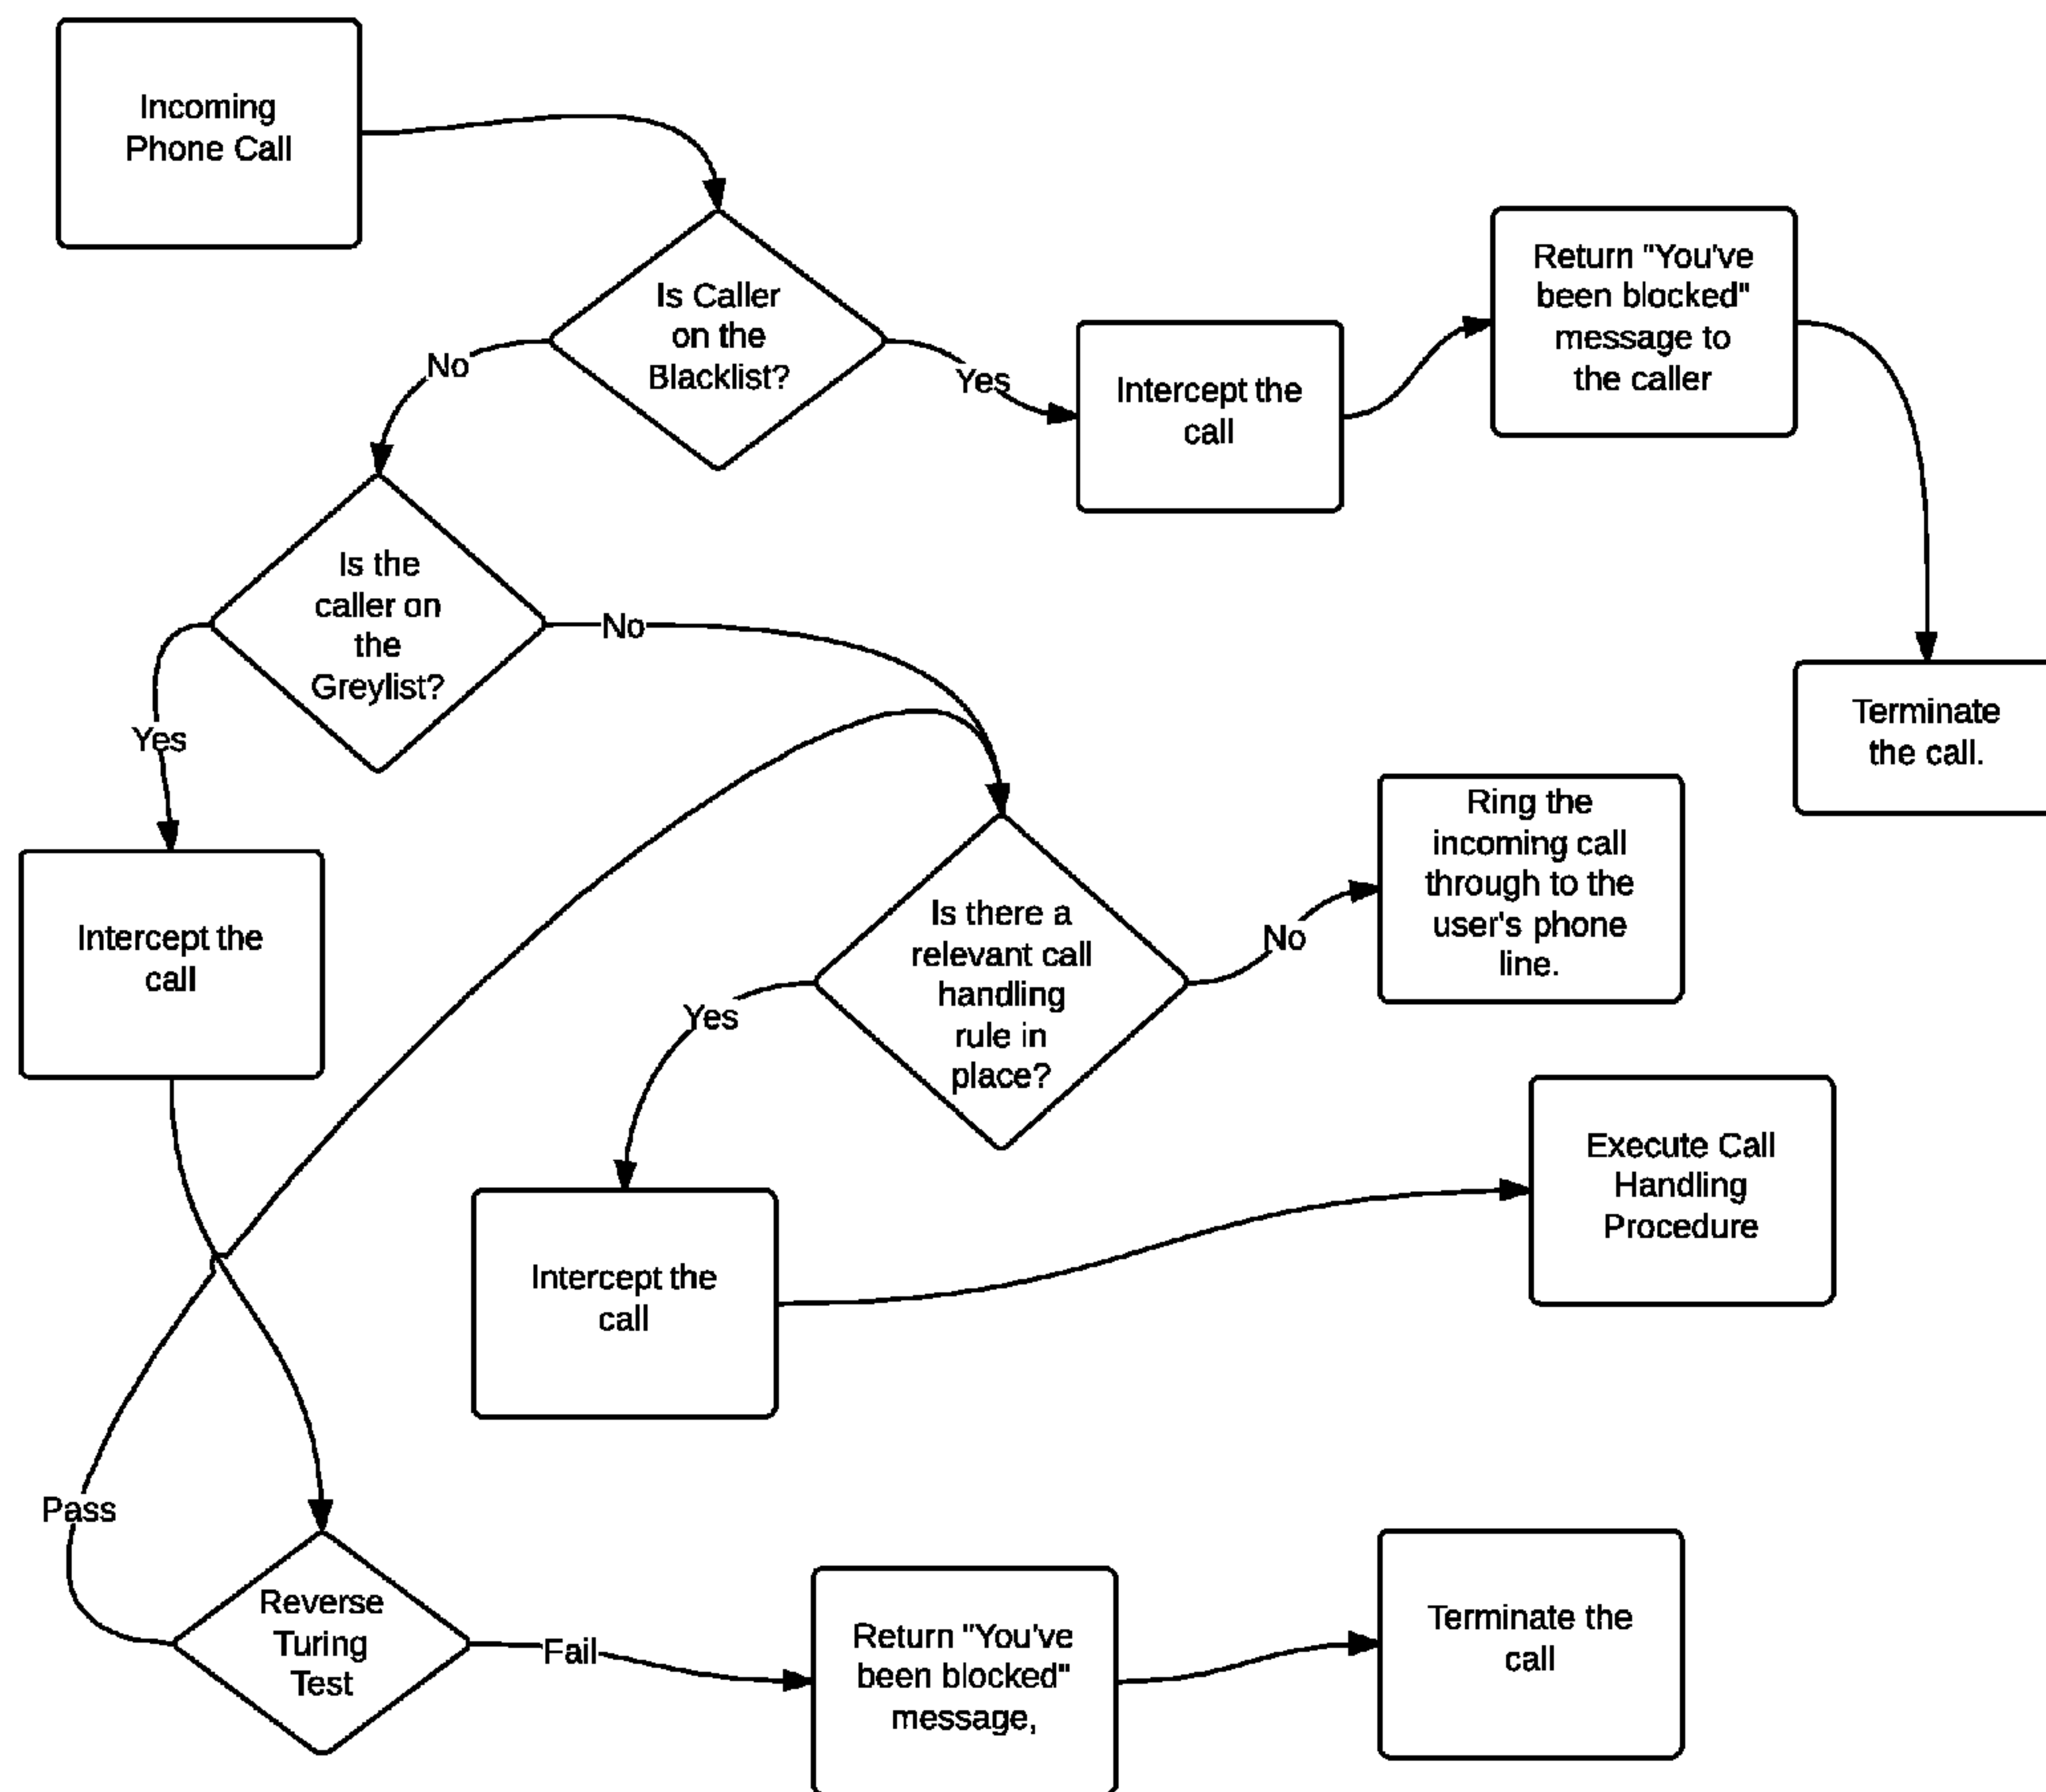 Incoming
Phone Call
Is Caller
on the
Blacklist?
No
Yes
Intercept the
call
Return "You've
been blocked"
message to
the caller
Terminate
the call.
Is the
caller on
the
Greylist?
No
Yes
Intercept the
call
Is there a
relevant call
handling
rule in
place?
No
Yes
Ring the
incoming call
through to the
user's phone
line.
Intercept the
call
Execute Call
Handling
Procedure
Pass
Reverse
Turing
Test
Fail
Return "You've
been blocked"
message,
Terminate the
call